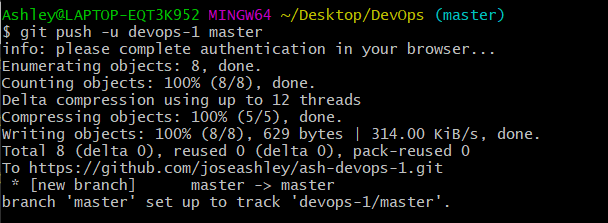 Ashley@LAPTOP-EQT3K952 MINGW64 ~/Desktop/DevOps (master)
$ git push -u devops-1 master
info: please complete authentication in your browser...
Enumerating objects: 8, done.
Counting objects: 100% (8/8), done.
Delta compression using up to 12 threads
Compressing objects: 100% (5/5), done.
Writing objects: 100% (8/8), 629 bytes | 314.00 KiB/s, done.
Total 8 (delta 0), reused 0 (delta 0), pack-reused 0
To https://github.com/joseashley/ash-devops-1.git
 * [new branch]      master -> master
branch 'master' set up to track 'devops-1/master'.